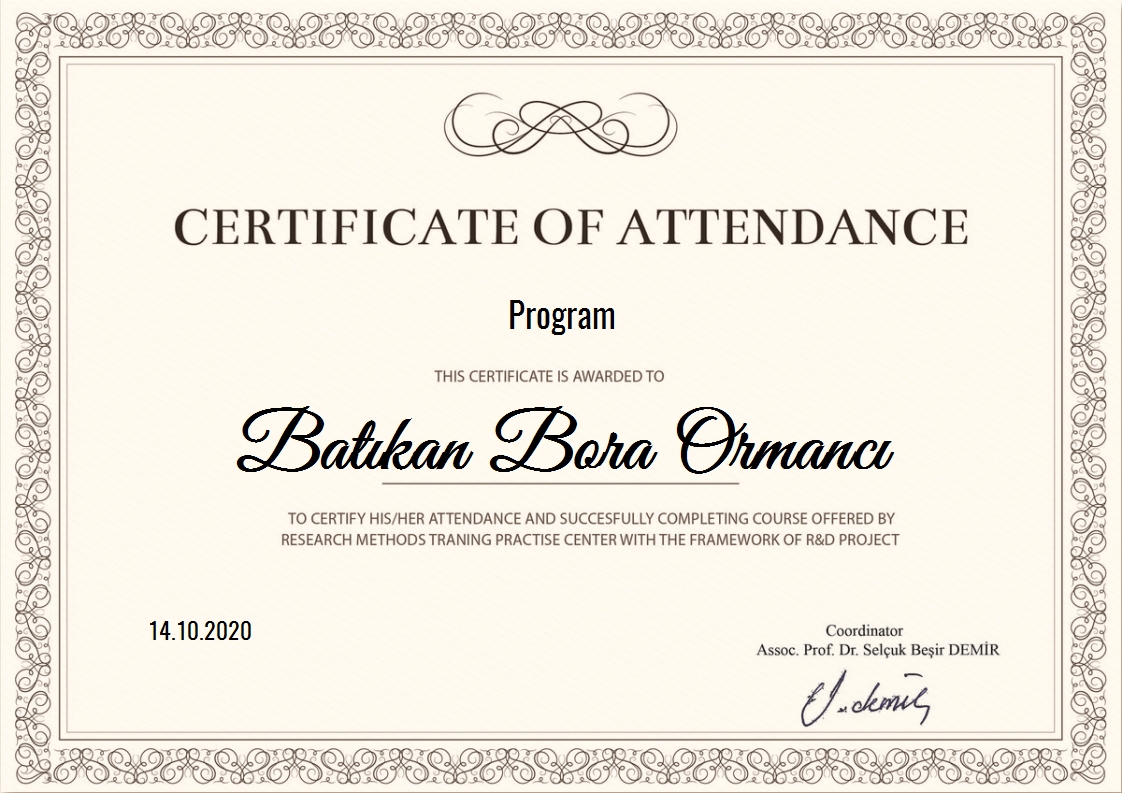 CERTIFICATE OF ATTENDANCE
Program
THIS CERTIFICATE IS AWARDED TO
Batıkan Bora Ormancı
TO CERTIFY HIS/HER ATTENDANCE AND SUCCESFULLY COMPLETING COURSE OFFERED BY
RESEARCH METHODS TRANING PRACTISE CENTER WITH THE FRAMEWORK OF R&D PROJECT
14.10.2020
Coordinator
Assoc. Prof. Dr. Selçuk Beşir DEMİR